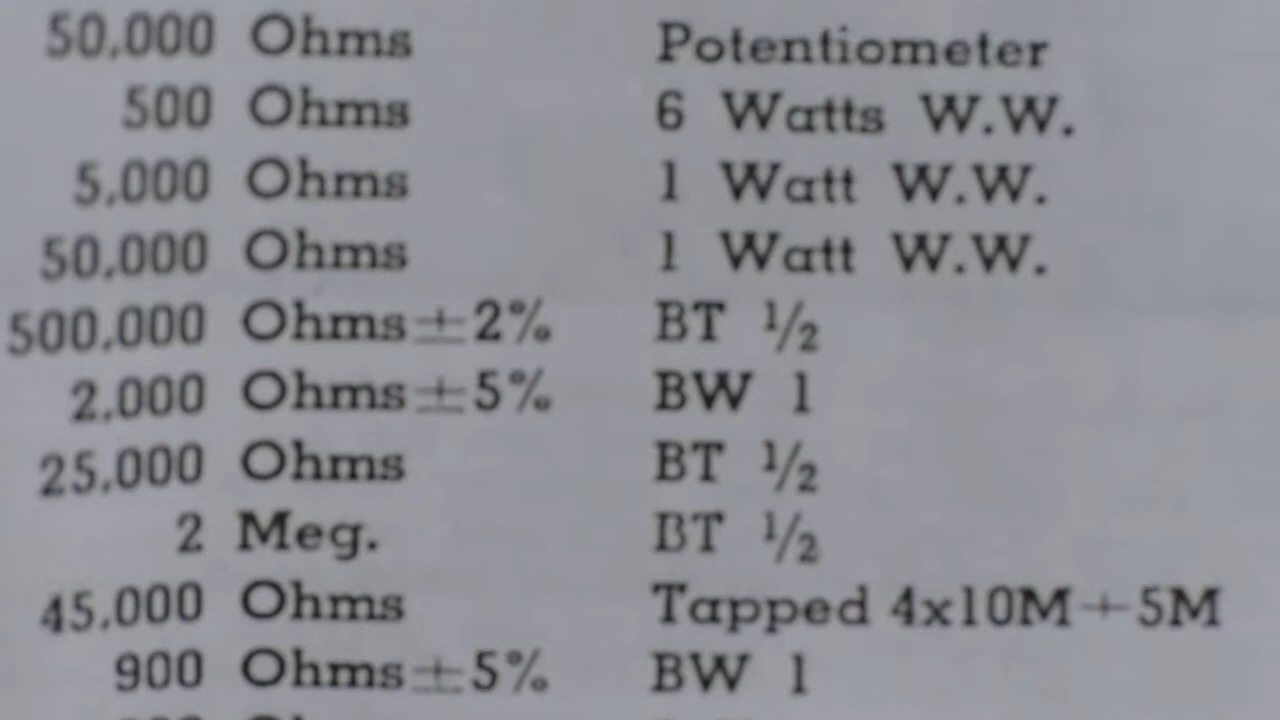 50,000 Ohms Potentiometer
500 Ohms 6 Watts W.W.
5,000 Ohms 1 Watt W.W.
50,000 Ohms 1 Watt W.W.
500,000 Ohms±2% BT ½
2,000 Ohms±5% BW 1
25,000 Ohms BT ½
2 Meg. BT ½
45,000 Ohms Tapped 4x10M+5M
900 Ohms±5% BW 1